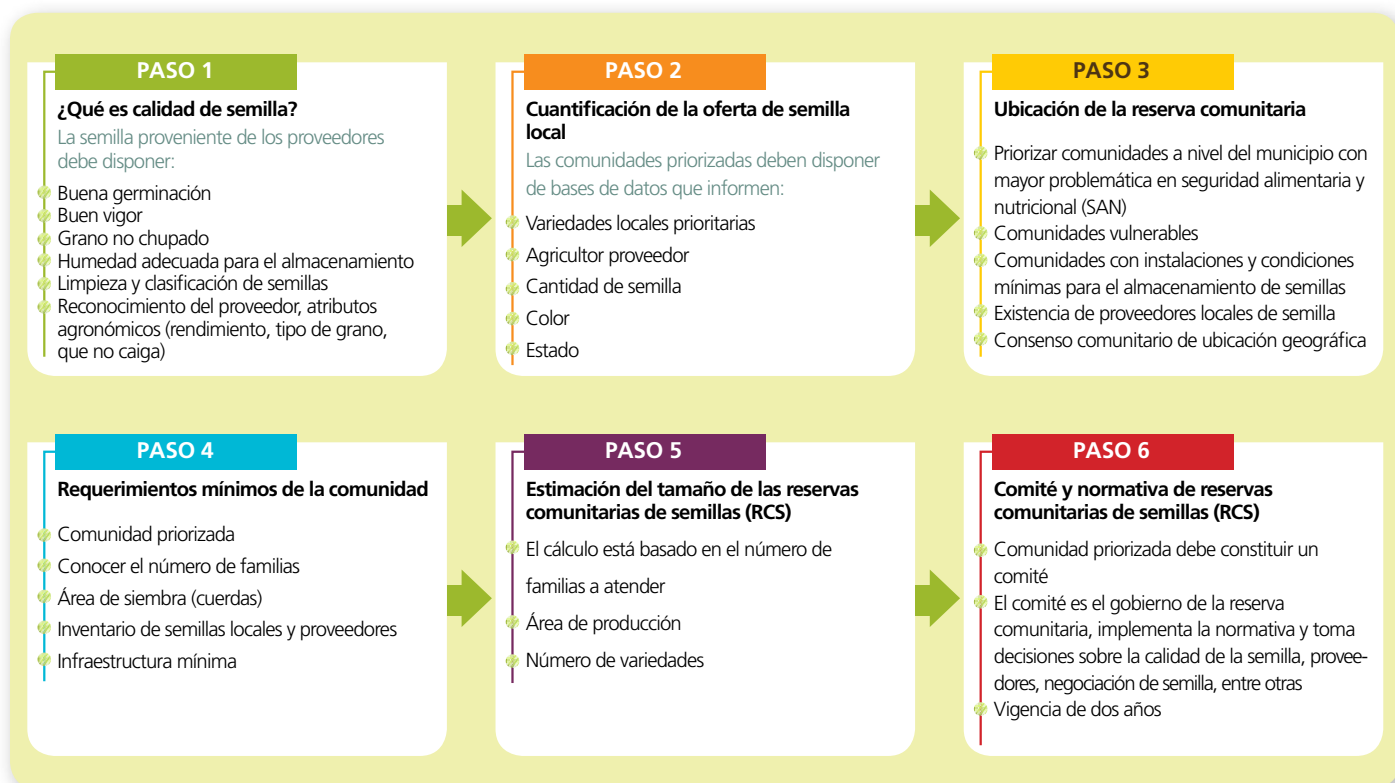 PASO 1
¿Qué es calidad de semilla?
La semilla proveniente de los proveedores
debe disponer:
Buena germinación
Buen vigor
Grano no chupado
Humedad adecuada para el almacenamiento
Limpieza y clasificación de semillas
Reconocimiento del proveedor, atributos
agronómicos (rendimiento, tipo de grano,
que no caiga)
PASO 2
Cuantificación de la oferta de semilla
local
Las comunidades priorizadas deben disponer
de bases de datos que informen:
Variedades locales prioritarias
Agricultor proveedor
Cantidad de semilla
Color
Estado
PASO 3
Ubicación de la reserva comunitaria
Priorizar comunidades a nivel del municipio con
mayor problemática en seguridad alimentaria y
nutricional (SAN)
Comunidades vulnerables
Comunidades con instalaciones y condiciones
mínimas para el almacenamiento de semillas
Existencia de proveedores locales de semilla
Consenso comunitario de ubicación geográfica
PASO 4
Requerimientos mínimos de la comunidad
Comunidad priorizada
Conocer el número de familias
Área de siembra (cuerdas)
Inventario de semillas locales y proveedores
Infraestructura mínima
PASO 5
Estimación del tamaño de las reservas
comunitarias de semillas (RCS)
El cálculo está basado en el número de
familias a atender
Área de producción
Número de variedades
PASO 6
Comité y normativa de reservas
comunitarias de semillas (RCS)
Comunidad priorizada debe constituir un
comité
El comité es el gobierno de la reserva
comunitaria, implementa la normativa y toma
decisiones sobre la calidad de la semilla, provee-
dores, negociación de semilla, entre otras
Vigencia de dos años